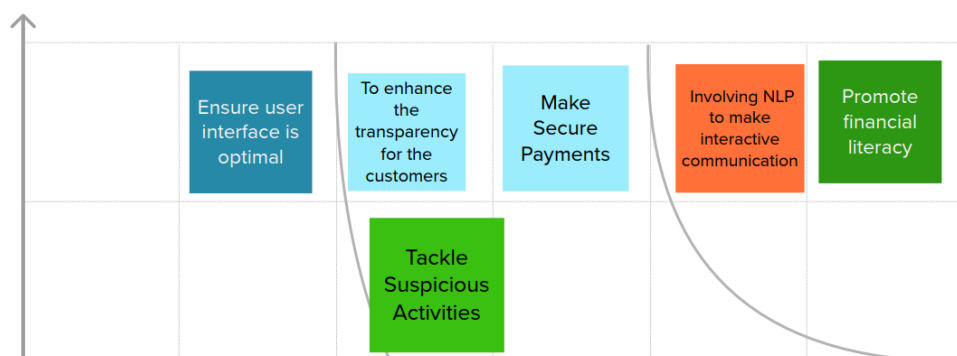 Ensure user
interface is
optimal
To enhance
the
transparency
for the
customers
Make
Secure
Payments
Involving NLP
to make
interactive
communication
Promote
financial
literacy
Tackle
Suspicious
Activities